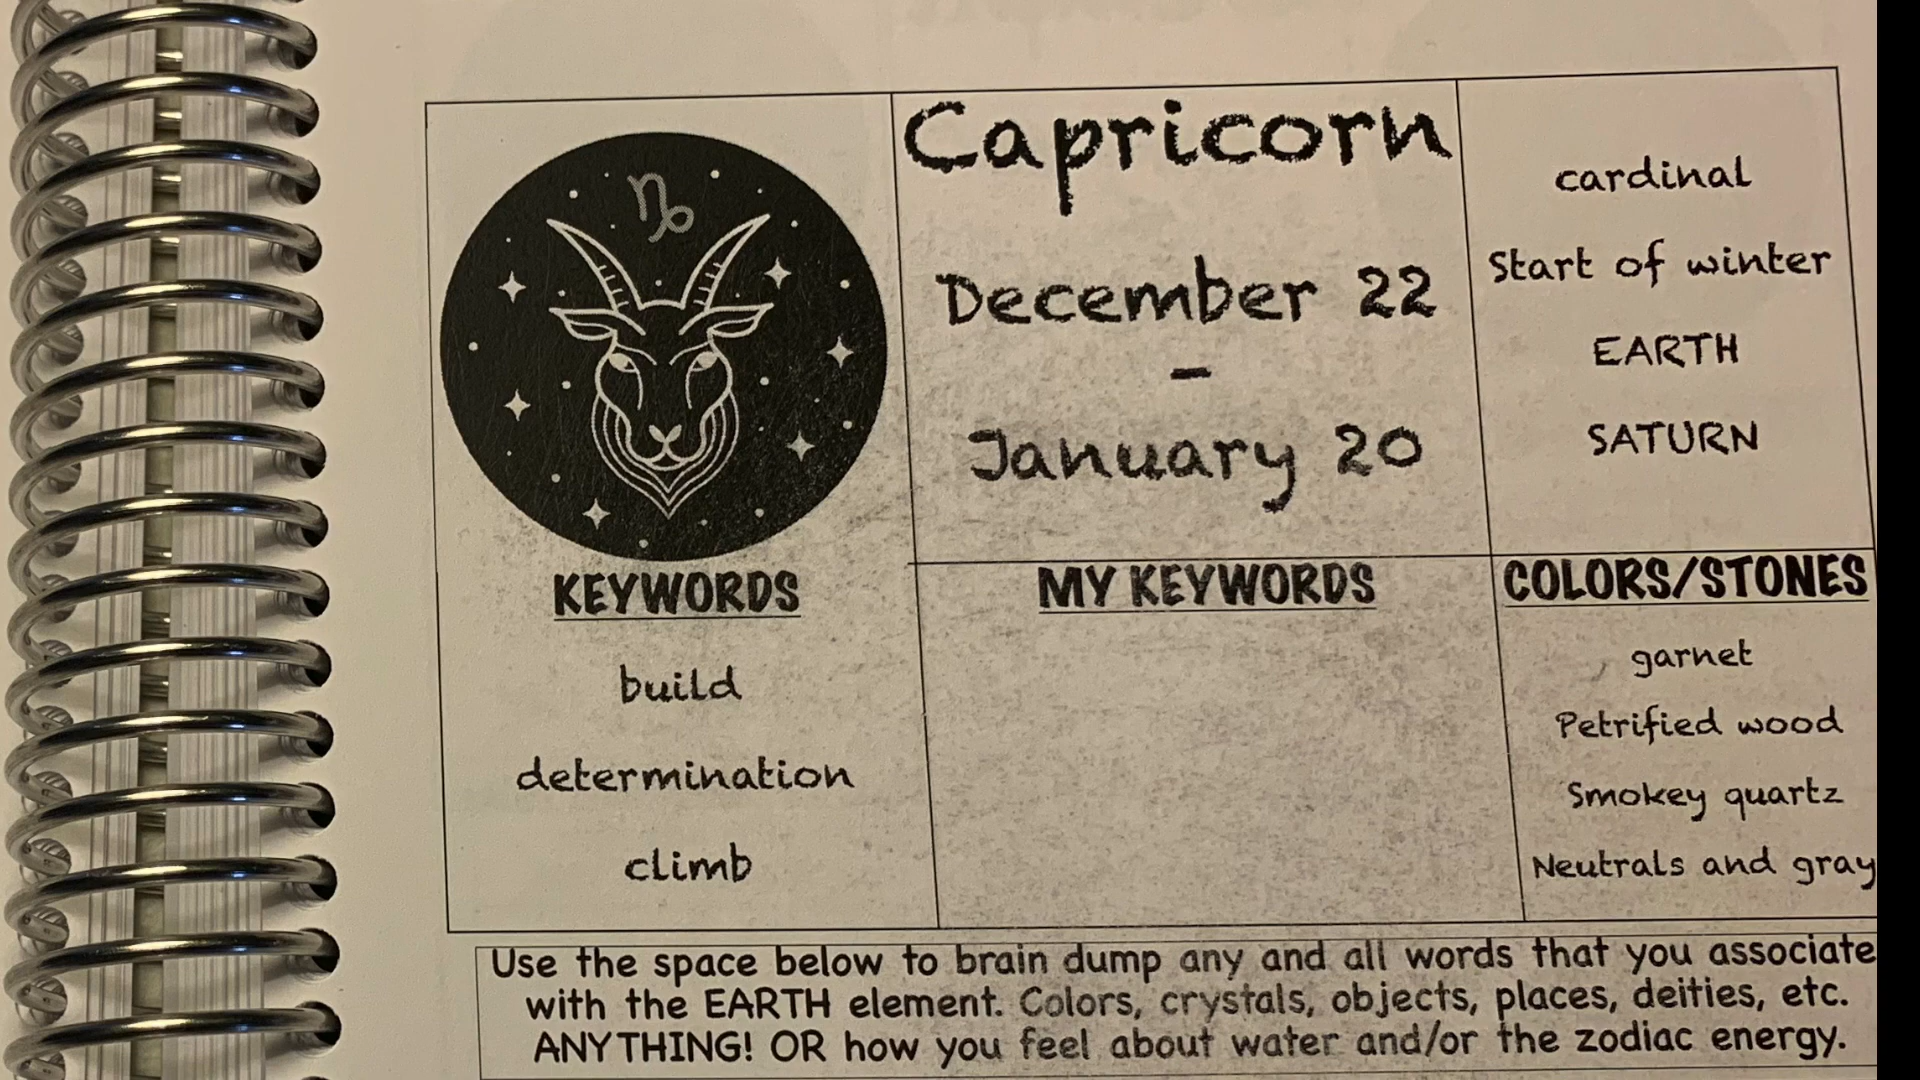 Capricorn
December 22
–
January 20
cardinal
Start of winter
EARTH
SATURN
KEYWORDS
build
determination
climb
MY KEYWORDS
COLORS/STONES
garnet
Petrified wood
Smokey quartz
Neutrals and gray
Use the space below to brain dump any and all words that you associate
with the EARTH element. Colors, crystals, objects, places, deities, etc.
ANYTHING! OR how you feel about water and/or the zodiac energy.